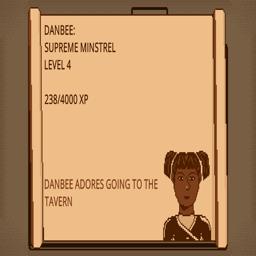 DANBEE:
SUPREME MINSTREL
LEVEL 4
238/4000 XP
DANBEE ADORES GOING TO THE
TAVERN